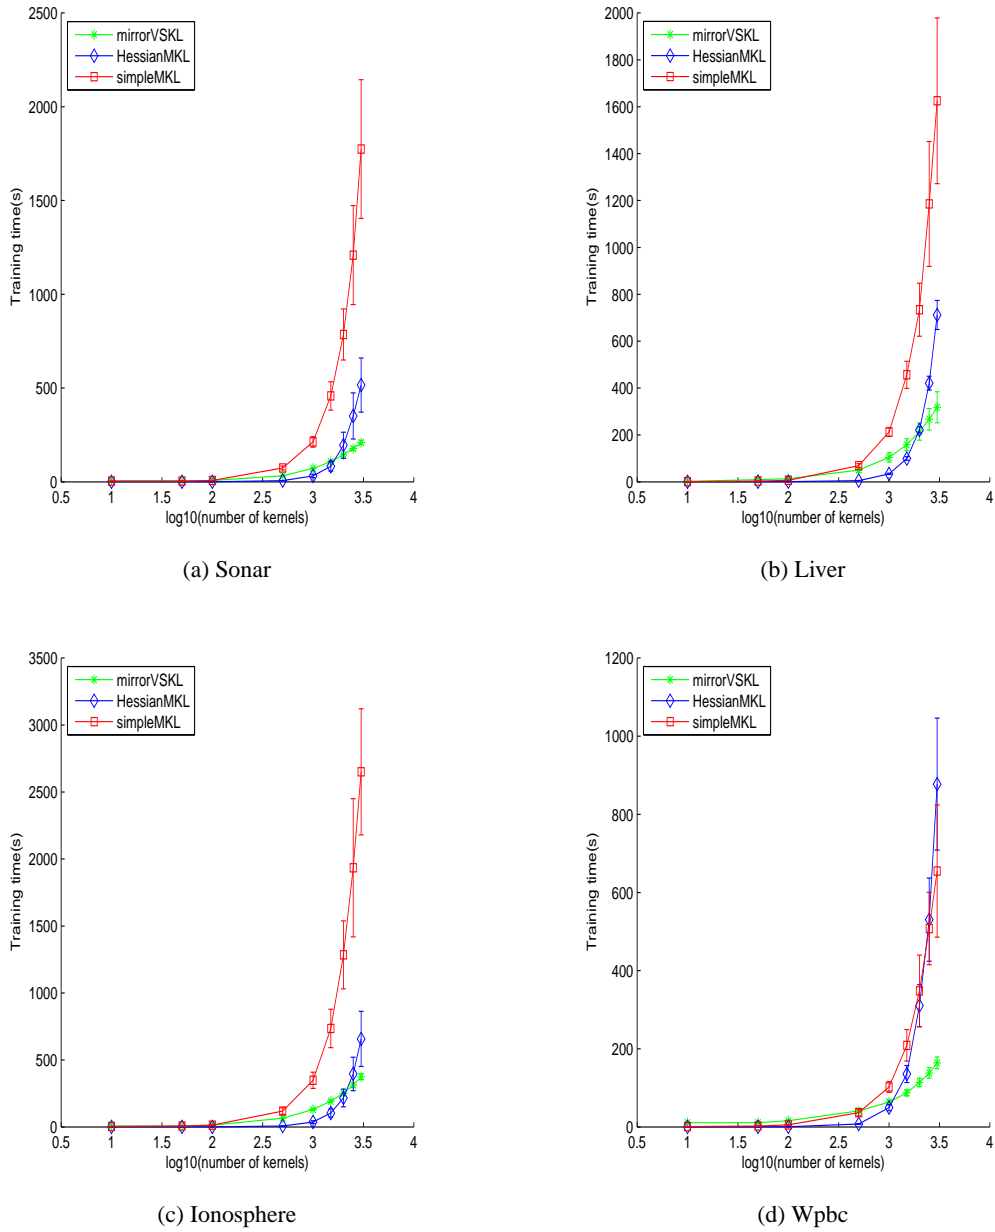 2500
2000
1500
1000
500
0
0.5 1 1.5 2 2.5 3 3.5 4
log10(number of kernels)
Training time(s)
mirrorVSKL
HessianMKL
simpleMKL
(a) Sonar
2000
1800
1600
1400
1200
1000
800
600
400
200
0
0.5 1 1.5 2 2.5 3 3.5 4
log10(number of kernels)
Training time(s)
mirrorVSKL
HessianMKL
simpleMKL
(b) Liver
3500
3000
2500
2000
1500
1000
500
0
0.5 1 1.5 2 2.5 3 3.5 4
log10(number of kernels)
Training time(s)
mirrorVSKL
HessianMKL
simpleMKL
(c) Ionosphere
1200
1000
800
600
400
200
0
0.5 1 1.5 2 2.5 3 3.5 4
log10(number of kernels)
Training time(s)
mirrorVSKL
HessianMKL
simpleMKL
(d) Wpbc